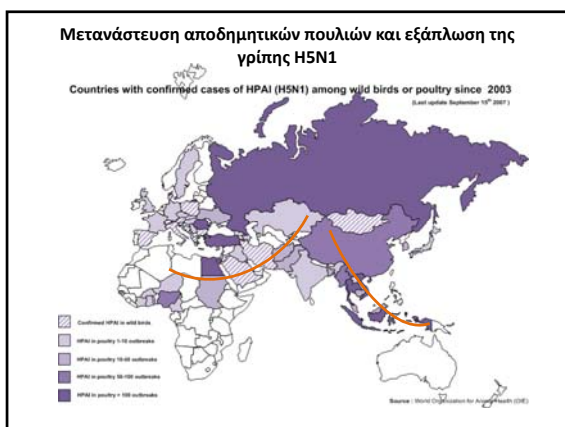 Μετανάστευση αποδημητικών πουλιών και εξάπλωση της
γρίπης H5N1
Countries with confirmed cases of HPAI (H5N1) among wild birds or poultry since 2003
(Last update September 15th 2007)
Confirmed HPAI in wild birds
HPAI in poultry 1-10 outbreaks
HPAI in poultry 10-50 outbreaks
HPAI in poultry 50-100 outbreaks
HPAI in poultry > 100 outbreaks
Source : World Organization for Animal Health (OIE)